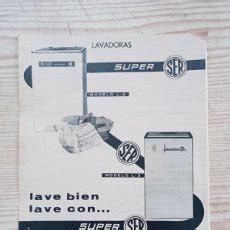 LAVADORAS
SUPER SER
MODELO L-2
SER
MODELO L-3
lave bien
lave con...
SUPER SER